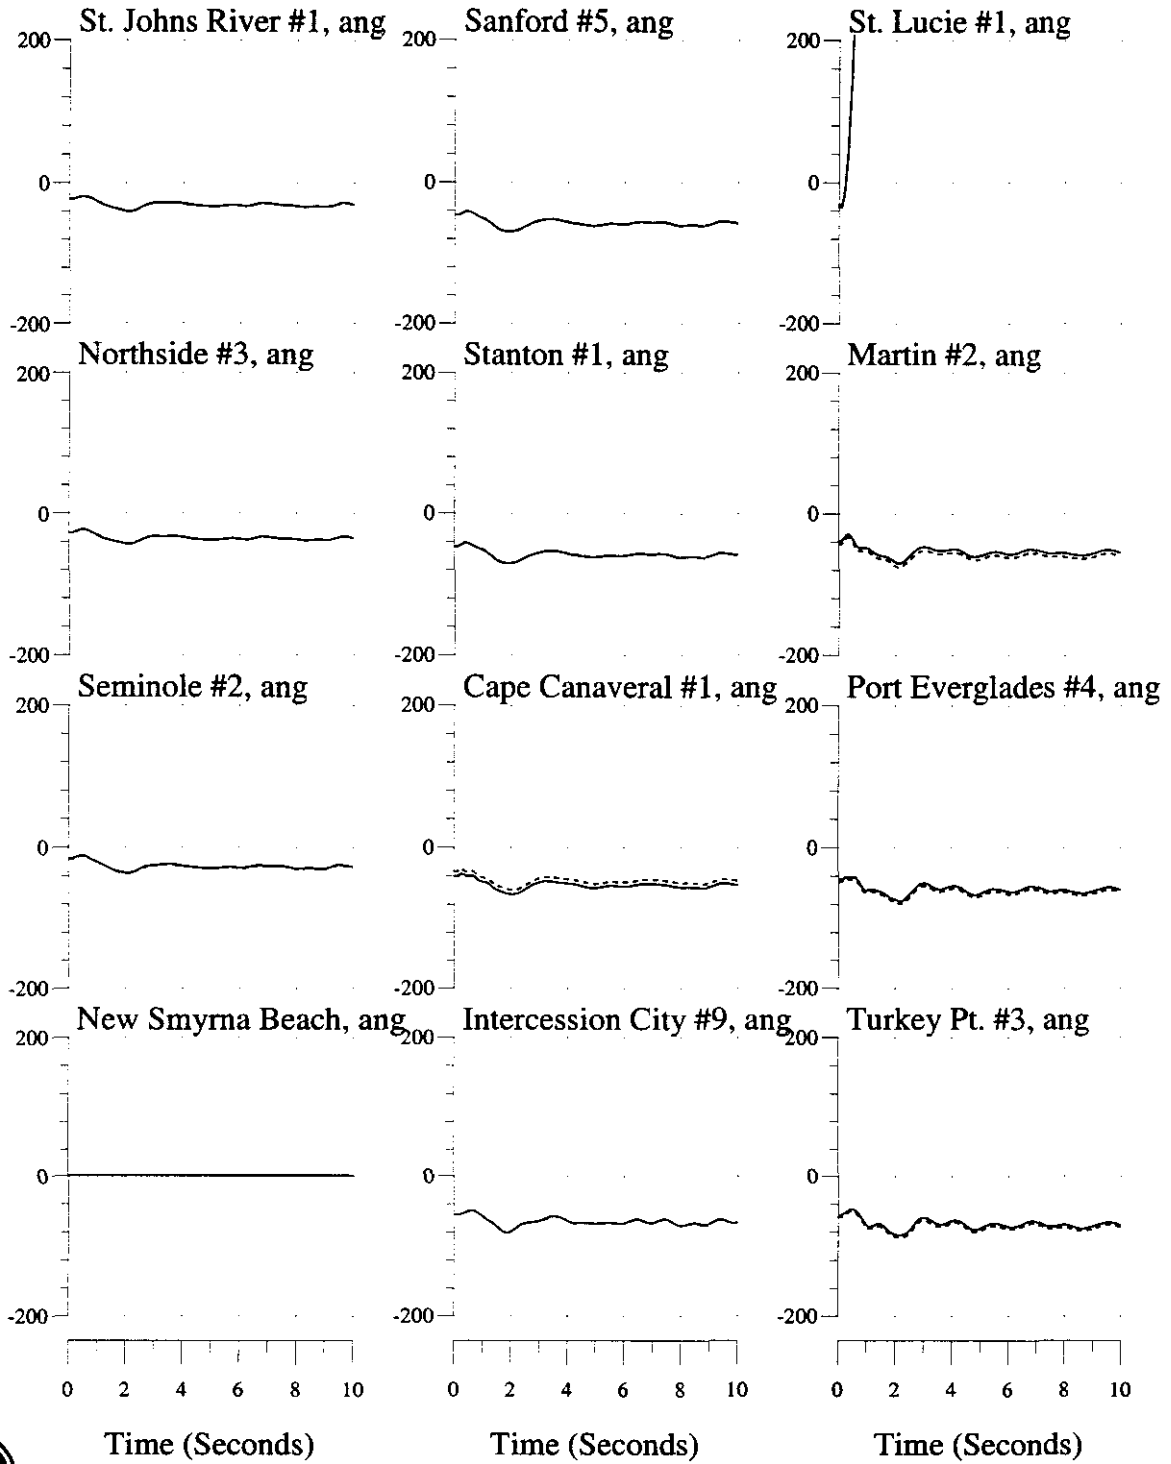 St. Johns River #1, ang
200
0
-200
Sanford #5, ang
200
0
-200
St. Lucie #1, ang
200
0
-200
Northside #3, ang
200
0
-200
Stanton #1, ang
200
0
-200
Martin #2, ang
200
0
-200
Seminole #2, ang
200
0
-200
Cape Canaveral #1, ang
200
0
-200
Port Everglades #4, ang
200
0
-200
New Smyrna Beach, ang
200
0
-200
Intercession City #9, ang
200
0
-200
Turkey Pt. #3, ang
200
0
-200
0 2 4 6 8 10
Time (Seconds)
0 2 4 6 8 10
Time (Seconds)
0 2 4 6 8 10
Time (Seconds)